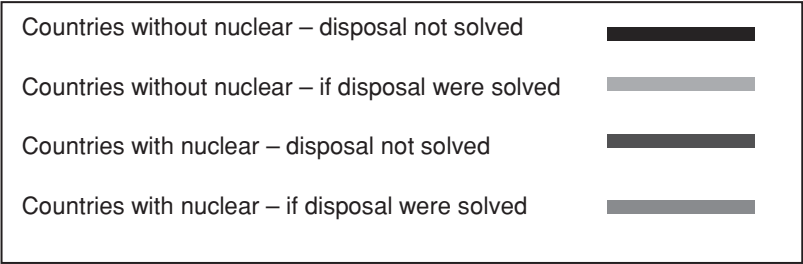 Countries without nuclear – disposal not solved
Countries without nuclear – if disposal were solved
Countries with nuclear – disposal not solved
Countries with nuclear – if disposal were solved